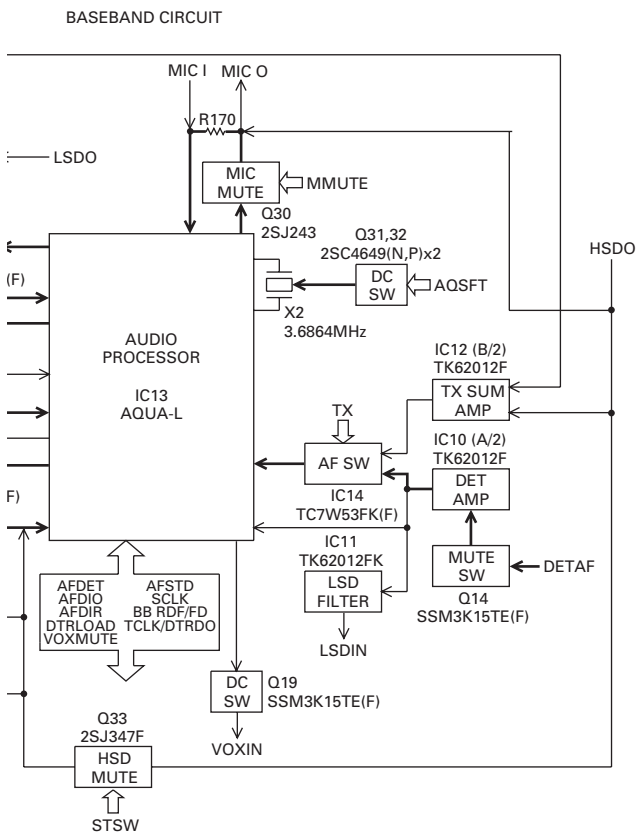 BASEBAND CIRCUIT
MIC I
MIC O
R170
LSDO
MIC
MUTE
MMUTE
Q30
2SJ243
Q31,32
2SC4649(N,P)x2
HSDO
(F)
DC
SW
AQSFT
X2
3.6864MHz
AUDIO
PROCESSOR
IC13
AQUA-L
IC12 (B/2)
TK62012F
TX SUM
AMP
TX
IC10 (A/2)
TK62012F
AF SW
DET
AMP
F)
IC14
TC7W53FK(F)
IC11
TK62012FK
LSD
FILTER
MUTE
SW
DETAF
Q14
SSM3K15TE(F)
LSDIN
AFDET AFSTD
AFDIO SCLK
AFDIR BB RDF/FD
DTRLOAD TCLK/DTRDO
VOXMUTE
DC
SW
Q19
SSM3K15TE(F)
VOXIN
Q33
2SJ347F
HSD
MUTE
STSW